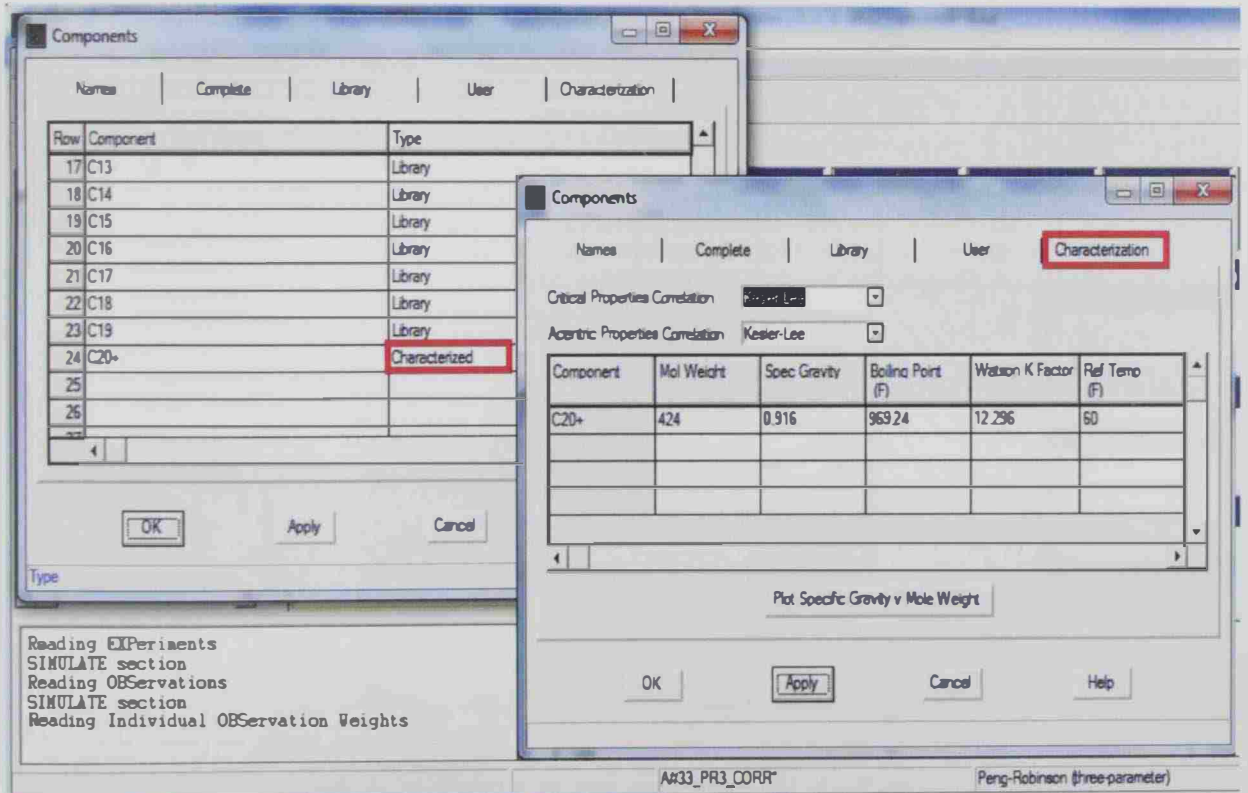 Components
Names Complete Library User Characterization
Row Component Type
17 C13 Library
18 C14 Library
19 C15 Library
20 C16 Library
21 C17 Library
22 C18 Library
23 C19 Library
24 C20+ Characterized
25
26
27
OK Apply Cancel
Type
Components
Names Complete Library User Characterization
Critical Properties Correlation Kesler-Lee
Acentric Properties Correlation Kesler-Lee
Component Mol Weight Spec Gravity Boiling Point (F) Watson K Factor Ref Temp (F)
C20+ 424 0.916 969.24 12.296 60
Plot Specific Gravity v Mole Weight
OK Apply Cancel Help
Reading EXPeriments
SIMULATE section
Reading OBServations
SIMULATE section
Reading Individual OBServation Weights
A#33_PR3_CORR* Peng-Robinson (three-parameter)